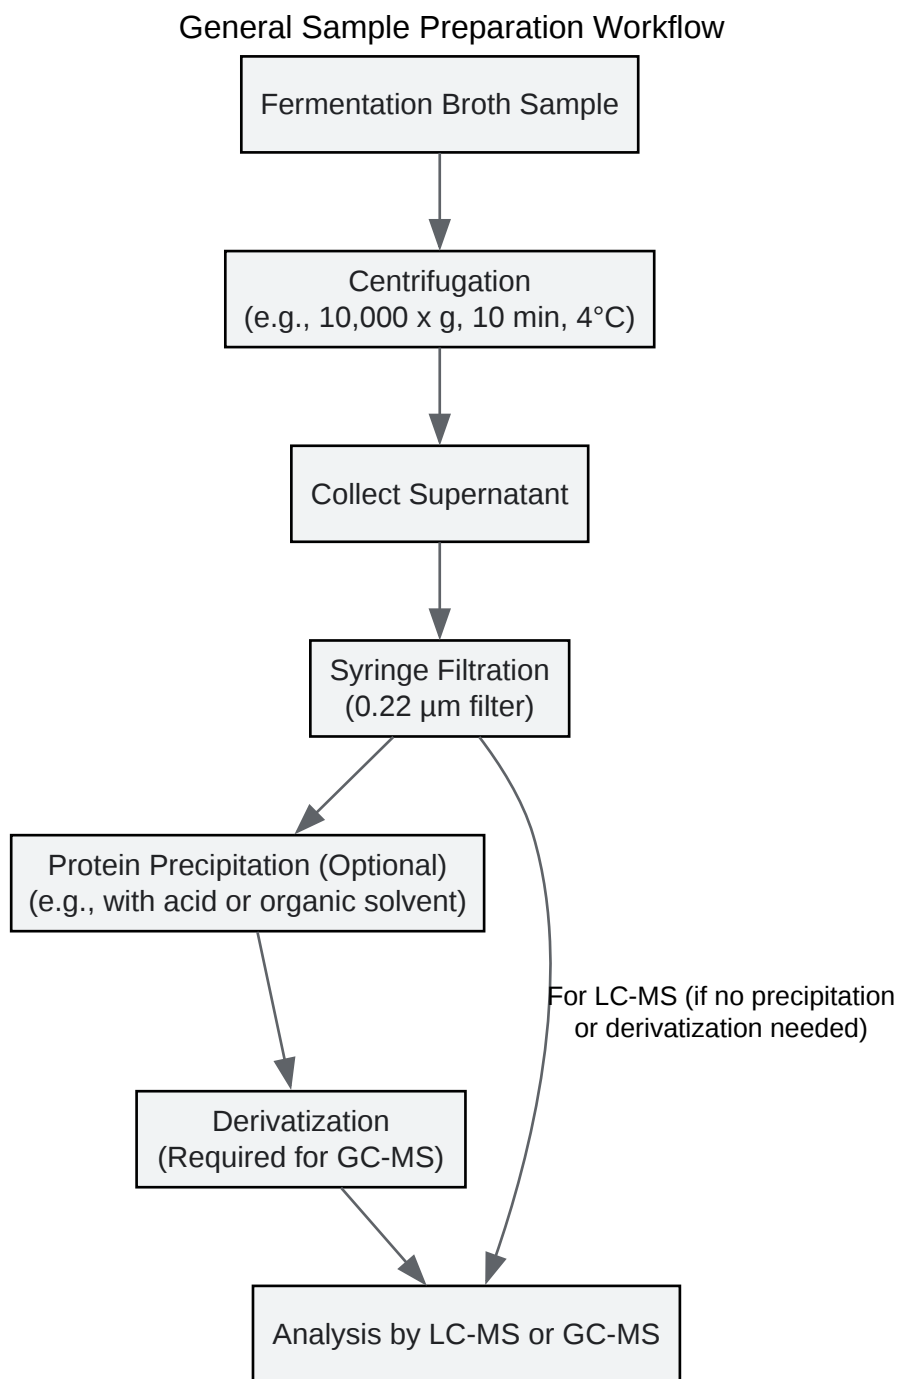 General Sample Preparation Workflow
Fermentation Broth Sample
Centrifugation
(e.g., 10,000 x g, 10 min, 4°C)
Collect Supernatant
Syringe Filtration
(0.22 µm filter)
Protein Precipitation (Optional)
(e.g., with acid or organic solvent)
For LC-MS (if no precipitation
or derivatization needed)
Derivatization
(Required for GC-MS)
Analysis by LC-MS or GC-MS